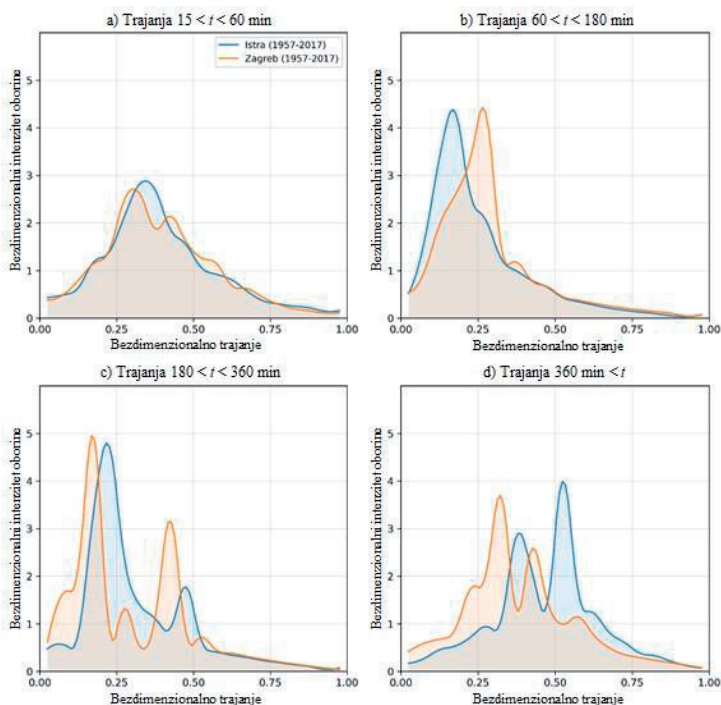 a) Trajanja 15 < t < 60 min
Bezdimenzionalni intenzitet oborine
5
4
3
2
1
0
Istra (1957-2017)
Zagreb (1957-2017)
0.00 0.25 0.50 0.75 1.00
Bezdimenzionalno trajanje
b) Trajanja 60 < t < 180 min
Bezdimenzionalni intenzitet oborine
5
4
3
2
1
0
0.00 0.25 0.50 0.75 1.00
Bezdimenzionalno trajanje
c) Trajanja 180 < t < 360 min
Bezdimenzionalni intenzitet oborine
5
4
3
2
1
0
0.00 0.25 0.50 0.75 1.00
Bezdimenzionalno trajanje
d) Trajanja 360 min < t
Bezdimenzionalni intenzitet oborine
5
4
3
2
1
0
0.00 0.25 0.50 0.75 1.00
Bezdimenzionalno trajanje